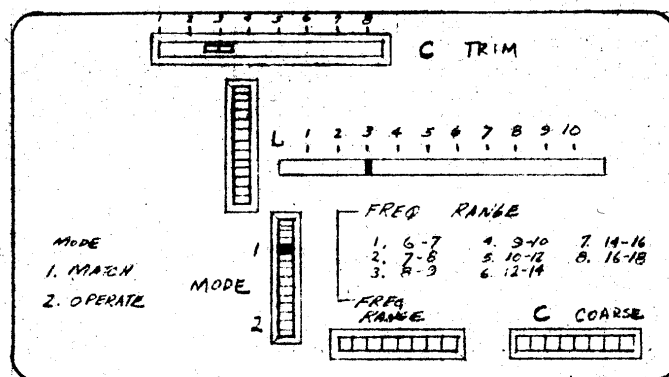 1 2 3 4 5 6 7 8
C TRIM
L 1 2 3 4 5 6 7 8 9 10
FREQ RANGE
1. 6-7 4. 9-10 7. 14-16
2. 7-8 5. 10-12 8. 16-18
3. 8-9 6. 12-14
MODE
1. MATCH
2. OPERATE
MODE
1
2
FREQ
RANGE
C COARSE